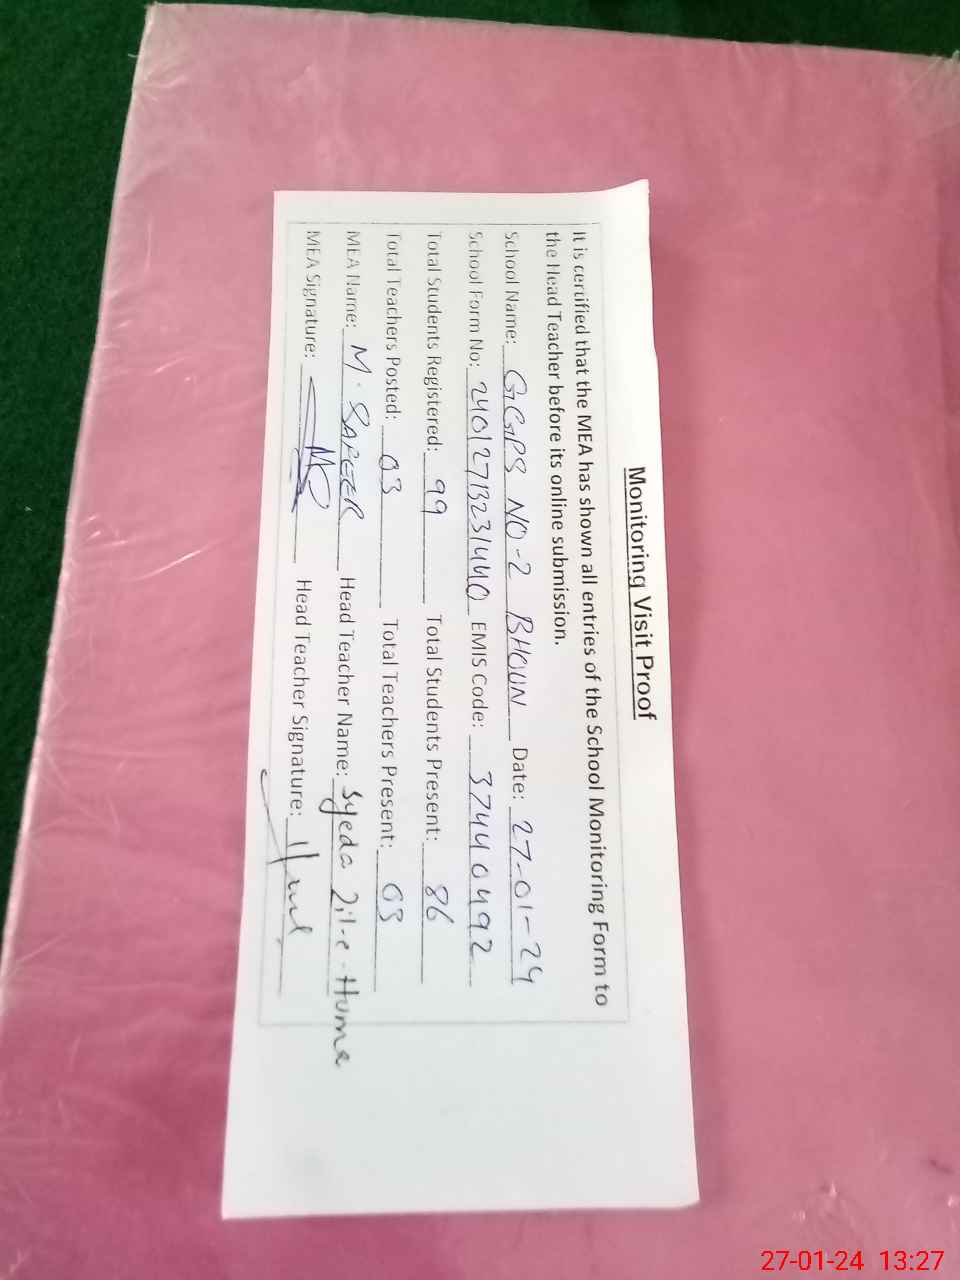 Monitoring Visit Proof
It is certified that the MEA has shown all entries of the School Monitoring Form to
the Head Teacher before its online submission.
School Name: GGPS NO-2 BHOUN Date: 27-01-24
School Form No: 24012713231440 EMIS Code: 37440492
Total Students Registered: 99 Total Students Present: 86
Total Teachers Posted: 03 Total Teachers Present: 03
MEA Name: M. SAFEER Head Teacher Name: Syeda Zil-e-Huma
MEA Signature: Head Teacher Signature:
27-01-24 13:27